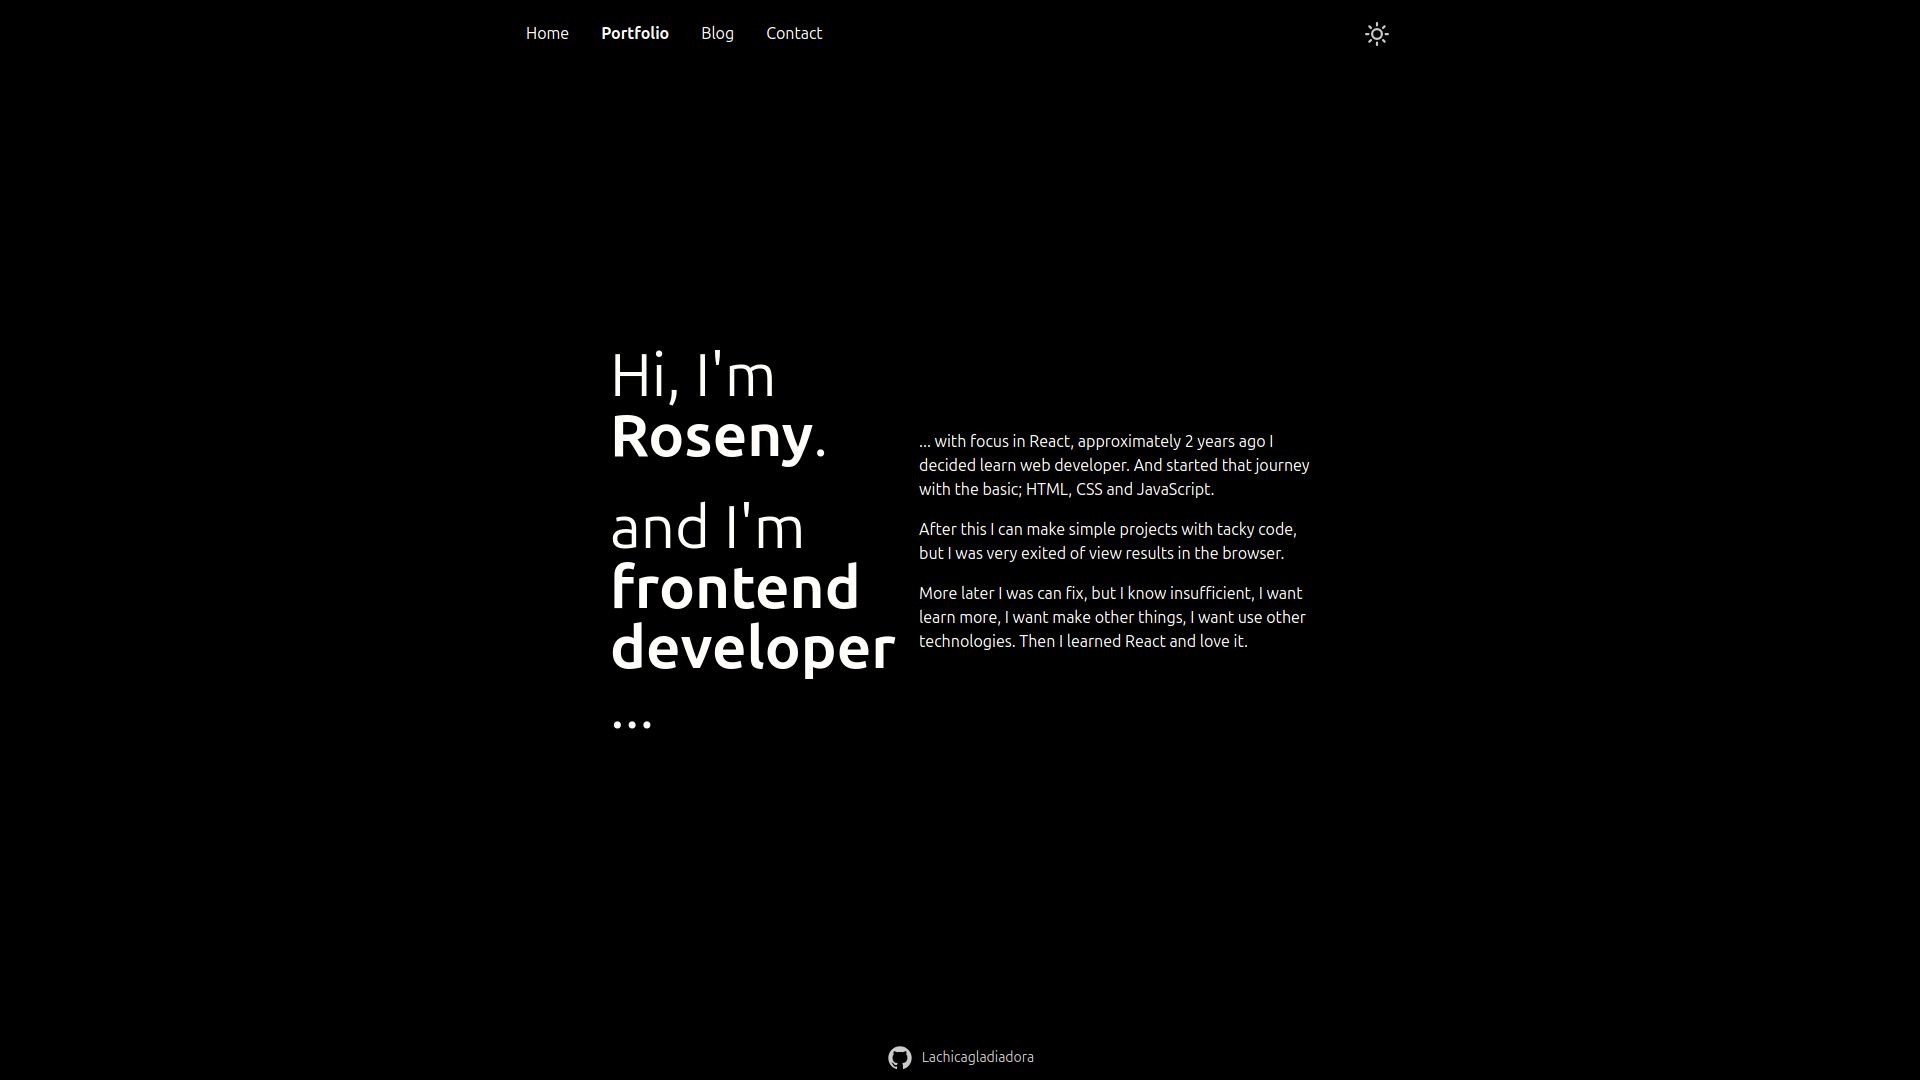 Home Portfolio Blog Contact
Hi, I'm
Roseny.
and I'm
frontend
developer
...
... with focus in React, approximately 2 years ago I
decided learn web developer. And started that journey
with the basic; HTML, CSS and JavaScript.
After this I can make simple projects with tacky code,
but I was very exited of view results in the browser.
More later I was can fix, but I know insufficient, I want
learn more, I want make other things, I want use other
technologies. Then I learned React and love it.
Lachicagladiadora